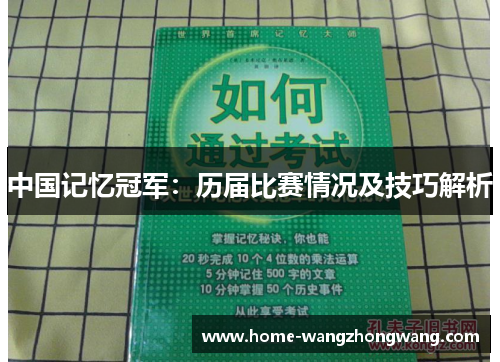 世界首席记忆大师
如何
通过考试
中国记忆冠军：历届比赛情况及技巧解析
掌握记忆秘诀，你也能
20秒完成10个4位数的乘法运算
5分钟记住500字的文章
10分钟掌握50个历史事件
从此享受考试
孔夫子旧书网
www.home-wangzhongwang.com